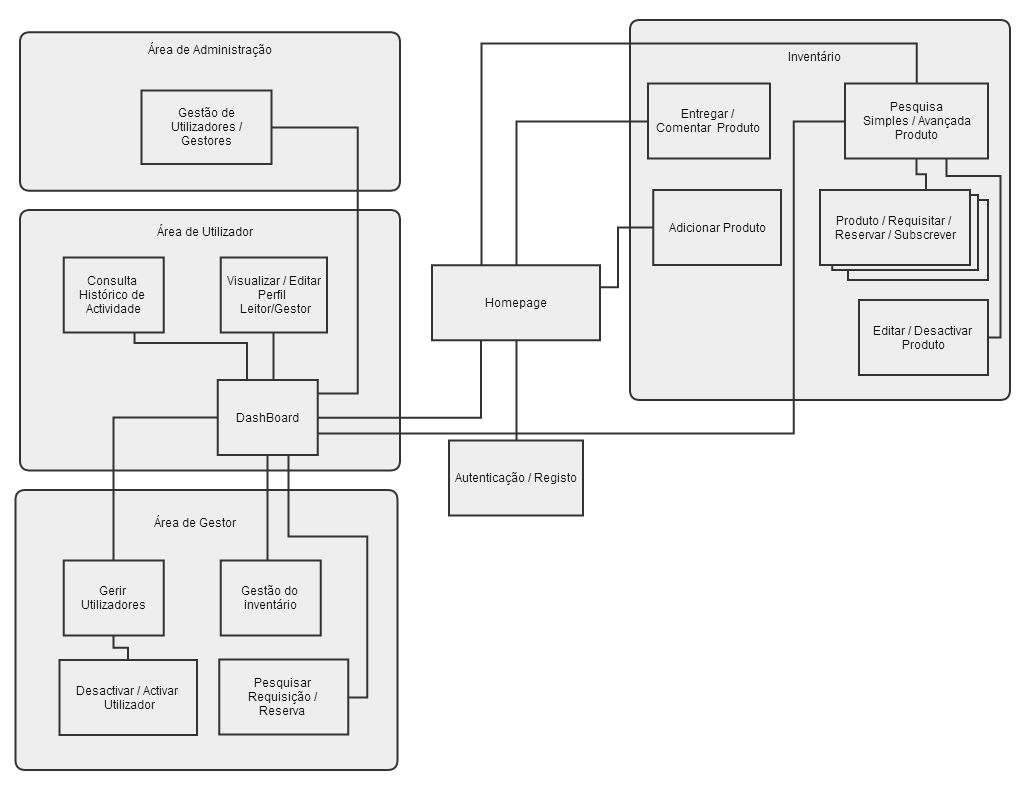 Área de Administração
Gestão de
Utilizadores /
Gestores
Área de Utilizador
Consulta
Histórico de
Actividade
Visualizar / Editar
Perfil
Leitor/Gestor
DashBoard
Área de Gestor
Gerir
Utilizadores
Gestão do
inventário
Desactivar / Activar
Utilizador
Pesquisar
Requisição /
Reserva
Homepage
Autenticação / Registo
Inventário
Entregar /
Comentar Produto
Pesquisa
Simples / Avançada
Produto
Adicionar Produto
Produto / Requisitar /
Reservar / Subscrever
Editar / Desactivar
Produto